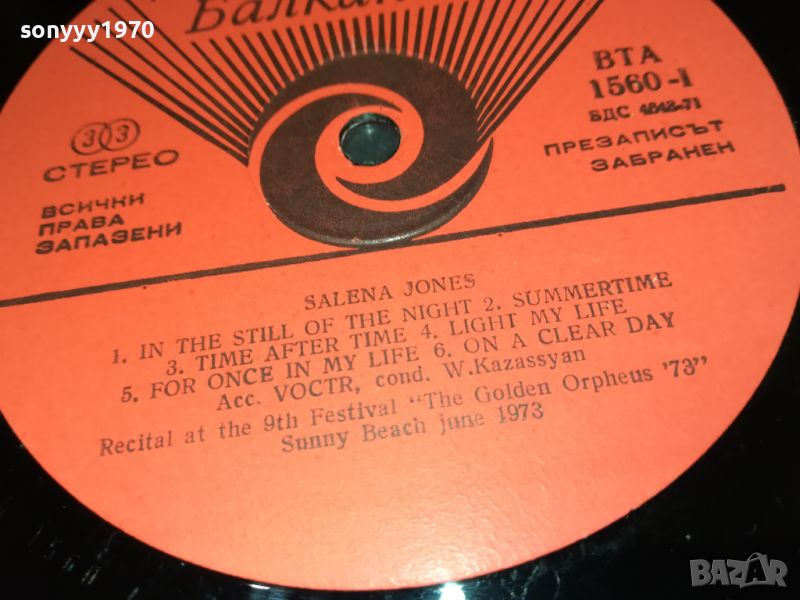 sonyyy1970
Балкан
ВТА
1560-I
БДС 4842-71
33
СТЕРЕО
ПРЕЗАПИСЪТ
ЗАБРАНЕН
ВСИЧКИ
ПРАВА
ЗАПАЗЕНИ
SALENA JONES
1. IN THE STILL OF THE NIGHT 2. SUMMERTIME
3. TIME AFTER TIME 4. LIGHT MY LIFE
5. FOR ONCE IN MY LIFE 6. ON A CLEAR DAY
Acc. VOCTR, cond. W.Kazassyan
Recital at the 9th Festival "The Golden Orpheus '73"
Sunny Beach june 1973
BAZAR